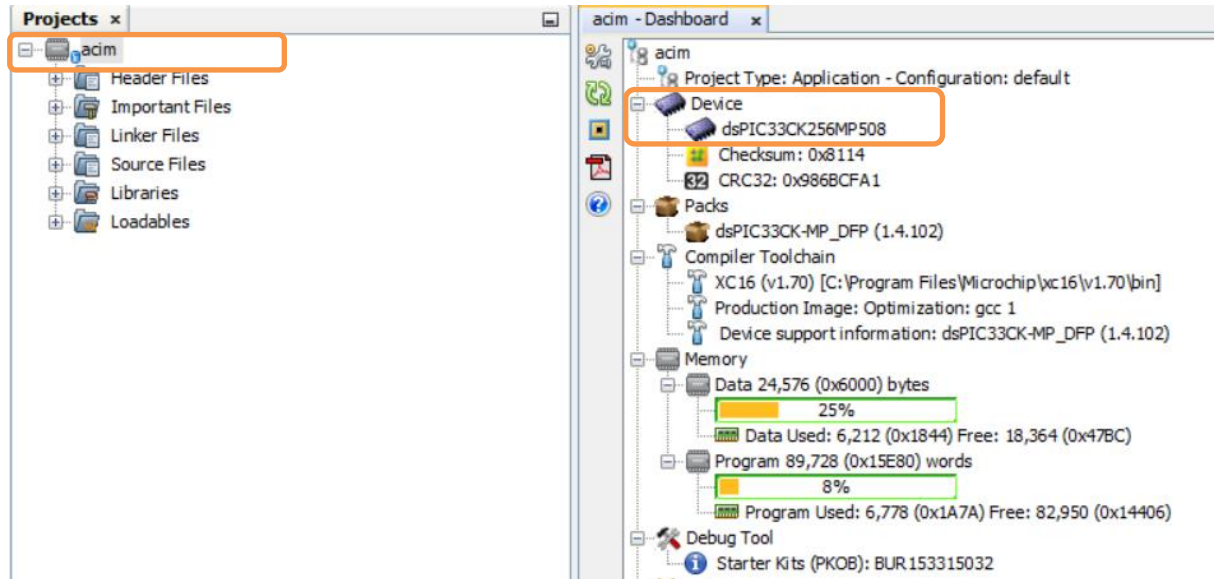 Projects
acim
Header Files
Important Files
Linker Files
Source Files
Libraries
Loadables
acim - Dashboard
acim
Project Type: Application - Configuration: default
Device
dsPIC33CK256MP508
Checksum: 0x8114
32 CRC32: 0x986BCFA1
Packs
dsPIC33CK-MP_DFP (1.4.102)
Compiler Toolchain
XC16 (v1.70) [C:\Program Files\Microchip\xc16\v1.70\bin]
Production Image: Optimization: gcc 1
Device support information: dsPIC33CK-MP_DFP (1.4.102)
Memory
Data 24,576 (0x6000) bytes
25%
Data Used: 6,212 (0x1844) Free: 18,364 (0x47BC)
Program 89,728 (0x15E80) words
8%
Program Used: 6,778 (0x1A7A) Free: 82,950 (0x14406)
Debug Tool
Starter Kits (PKOB): BUR153315032